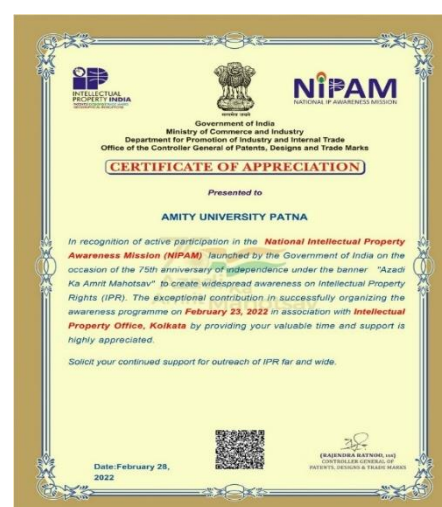 INTELLECTUAL
PROPERTY INDIA
NIPAM
NATIONAL IP AWARENESS MISSION
सत्यमेव जयते
Government of India
Ministry of Commerce and Industry
Department for Promotion of Industry and Internal Trade
Office of the Controller General of Patents, Designs and Trade Marks
CERTIFICATE OF APPRECIATION
Presented to
AMITY UNIVERSITY PATNA
In recognition of active participation in the National Intellectual Property
Awareness Mission (NIPAM) launched by the Government of India on the
occasion of the 75th anniversary of independence under the banner "Azadi
Ka Amrit Mahotsav" to create widespread awareness on Intellectual Property
Rights (IPR). The exceptional contribution in successfully organizing the
awareness programme on February 23, 2022 in association with Intellectual
Property Office, Kolkata by providing your valuable time and support is
highly appreciated.
Solicit your continued support for outreach of IPR far and wide.
Date:February 28,
2022
(RAJENDRA RATNOO, IAS)
CONTROLLER GENERAL OF
PATENTS, DESIGNS & TRADE MARKS